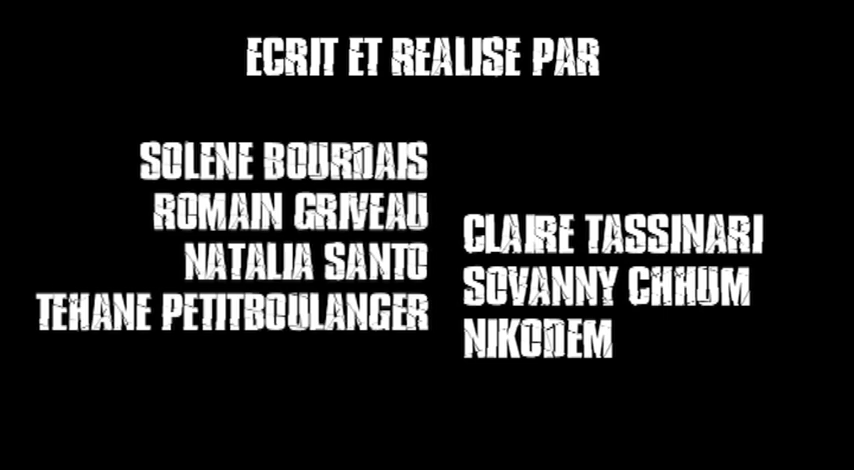 ECRIT ET REALISE PAR
SOLENE BOURDAIS
ROMAIN GRIVEAU
NATALIA SANTO
TEHANE PETITBOULANGER
CLAIRE TASSINARI
SOVANNY CHHUM
NIKODEM